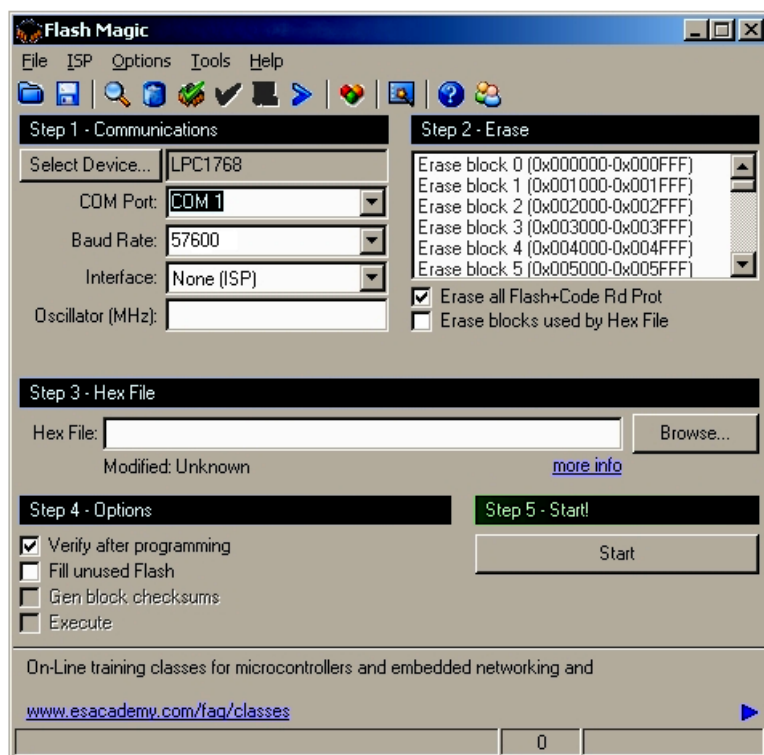 Flash Magic
File ISP Options Tools Help
Step 1 - Communications
Select Device... LPC1768
COM Port: COM 1
Baud Rate: 57600
Interface: None (ISP)
Oscillator (MHz):
Step 2 - Erase
Erase block 0 (0x000000-0x000FFF)
Erase block 1 (0x001000-0x001FFF)
Erase block 2 (0x002000-0x002FFF)
Erase block 3 (0x003000-0x003FFF)
Erase block 4 (0x004000-0x004FFF)
Erase block 5 (0x005000-0x005FFF)
Erase all Flash+Code Rd Prot
Erase blocks used by Hex File
Step 3 - Hex File
Hex File: Browse...
Modified: Unknown more info
Step 4 - Options
Verify after programming
Fill unused Flash
Gen block checksums
Execute
Step 5 - Start!
Start
On-Line training classes for microcontrollers and embedded networking and
www.esacademy.com/faq/classes
0